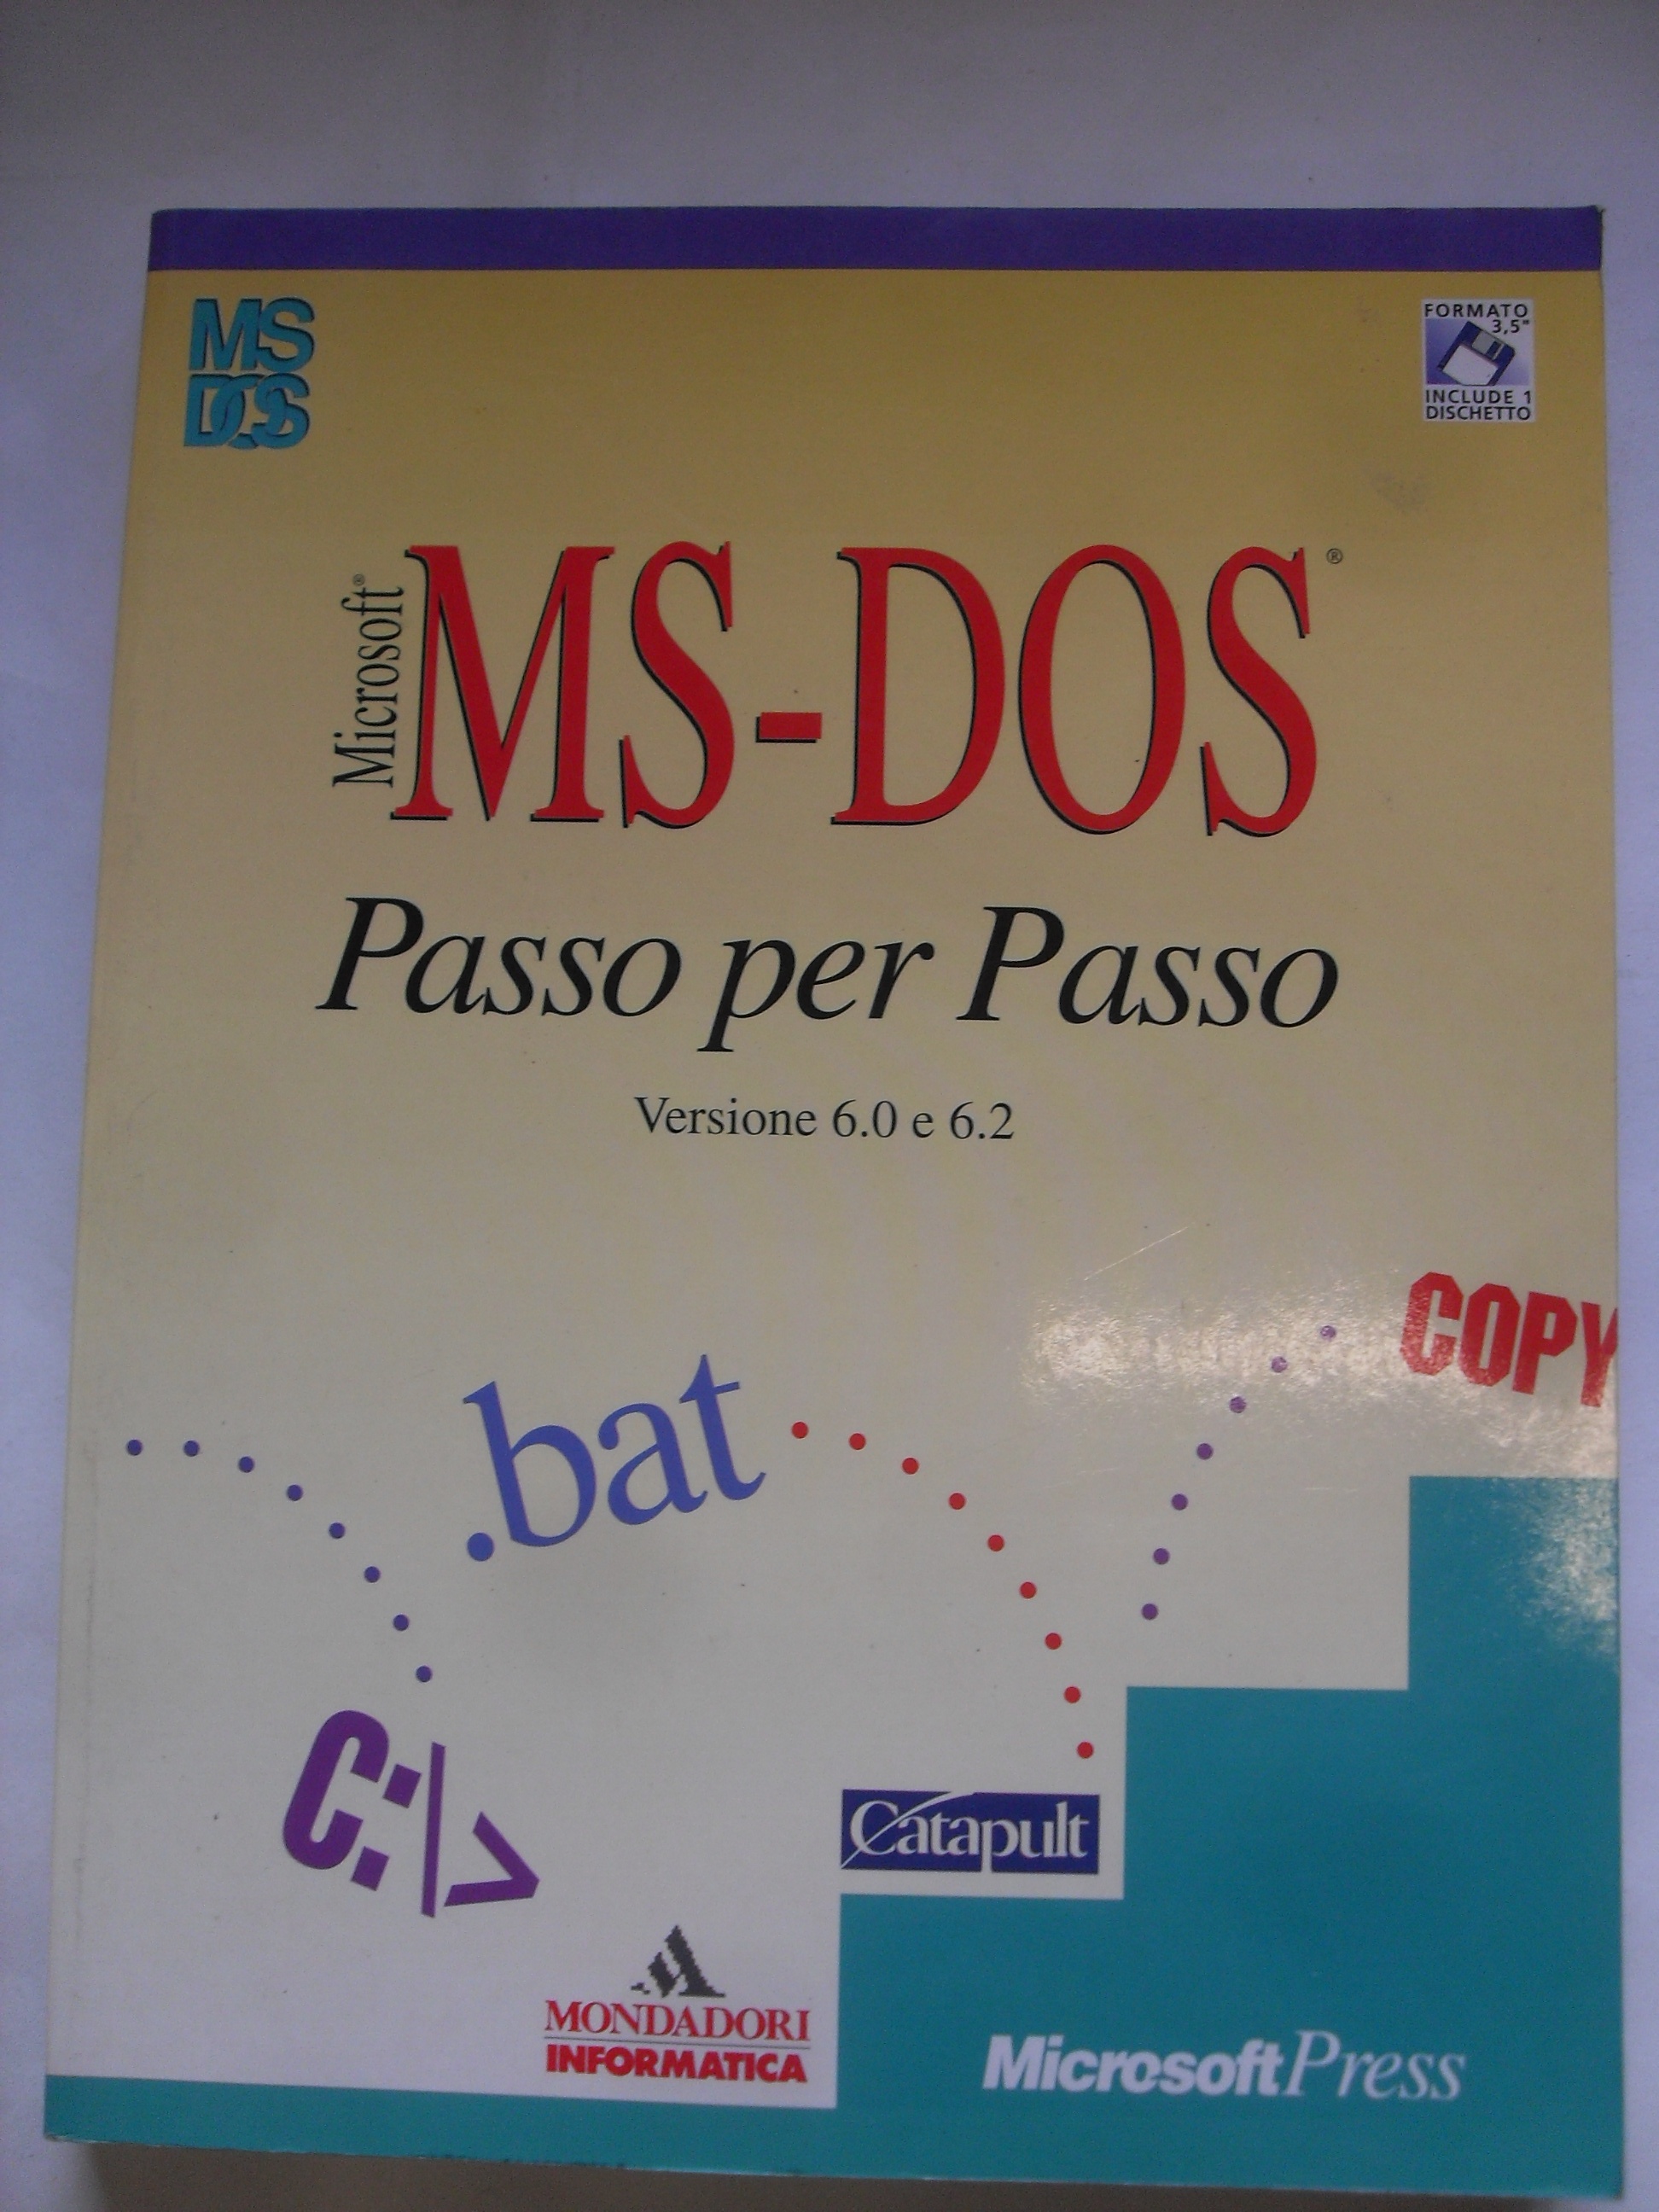 MS
DOS
FORMATO
3,5"
INCLUDE 1
DISCHETTO
Microsoft®
MS-DOS®
Passo per Passo
Versione 6.0 e 6.2
COPY
.bat
C:\>
Catapult
MONDADORI
INFORMATICA
Microsoft Press